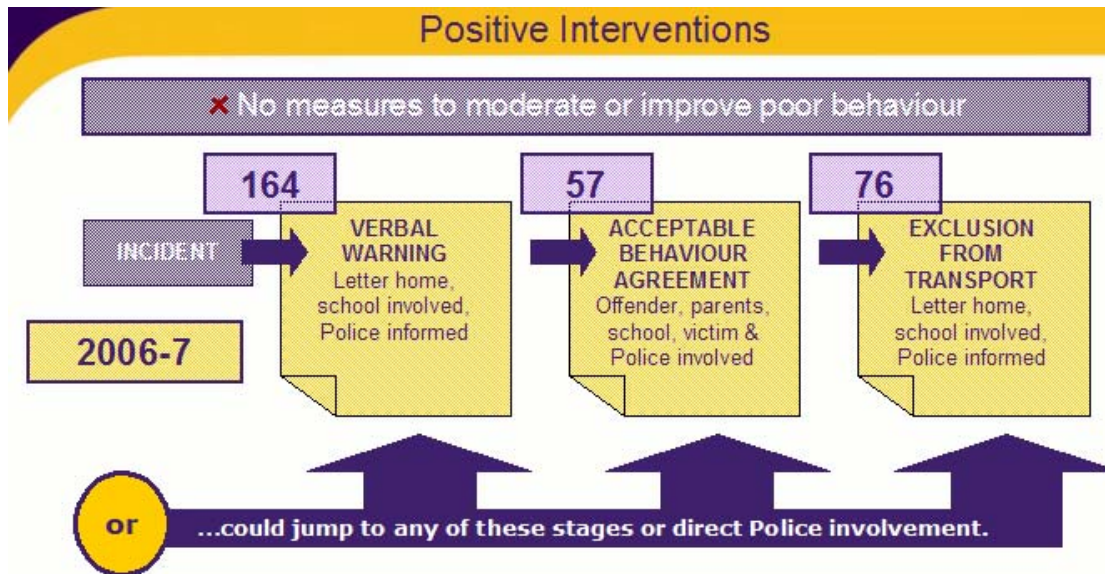 Positive Interventions
✗ No measures to moderate or improve poor behaviour
164
57
76
INCIDENT
VERBAL
WARNING
Letter home,
school involved,
Police informed
ACCEPTABLE
BEHAVIOUR
AGREEMENT
Offender, parents,
school, victim &
Police involved
EXCLUSION
FROM
TRANSPORT
Letter home,
school involved,
Police informed
2006-7
or
...could jump to any of these stages or direct Police involvement.